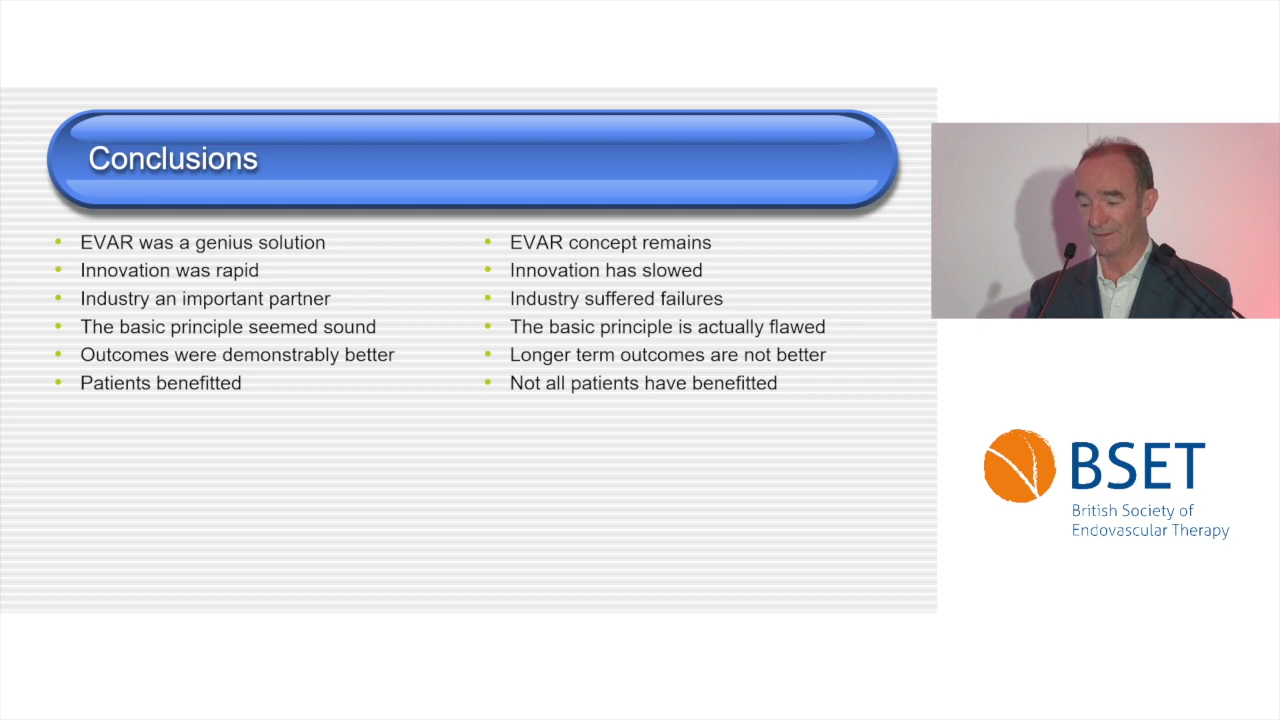 Conclusions
EVAR was a genius solution
Innovation was rapid
Industry an important partner
The basic principle seemed sound
Outcomes were demonstrably better
Patients benefitted
EVAR concept remains
Innovation has slowed
Industry suffered failures
The basic principle is actually flawed
Longer term outcomes are not better
Not all patients have benefitted
BSET
British Society of
Endovascular Therapy